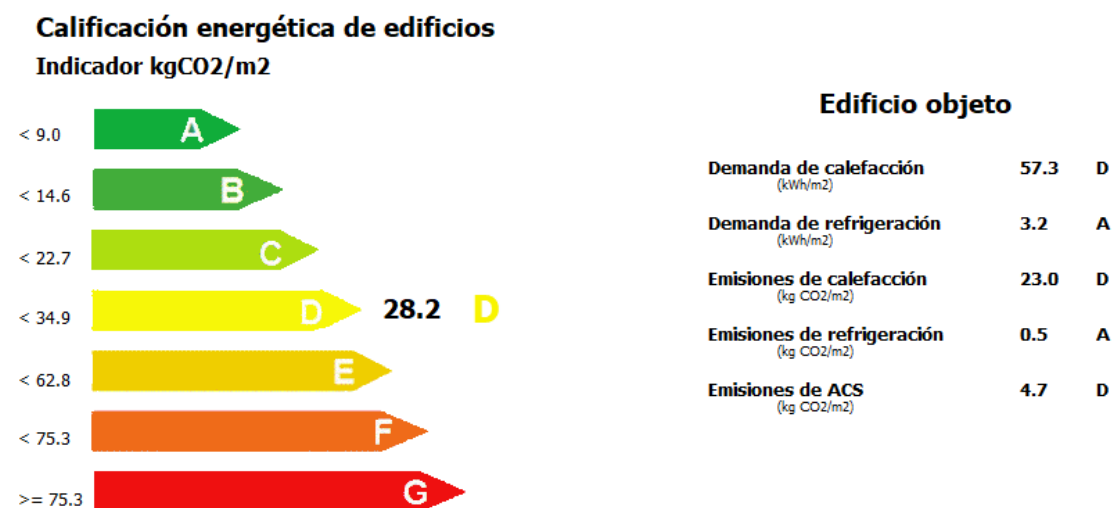 Calificación energética de edificios
Indicador kgCO2/m2
< 9.0 A
< 14.6 B
< 22.7 C
< 34.9 D 28.2 D
< 62.8 E
< 75.3 F
>= 75.3 G
Edificio objeto
Demanda de calefacción 57.3 D
(kWh/m2)
Demanda de refrigeración 3.2 A
(kWh/m2)
Emisiones de calefacción 23.0 D
(kg CO2/m2)
Emisiones de refrigeración 0.5 A
(kg CO2/m2)
Emisiones de ACS 4.7 D
(kg CO2/m2)